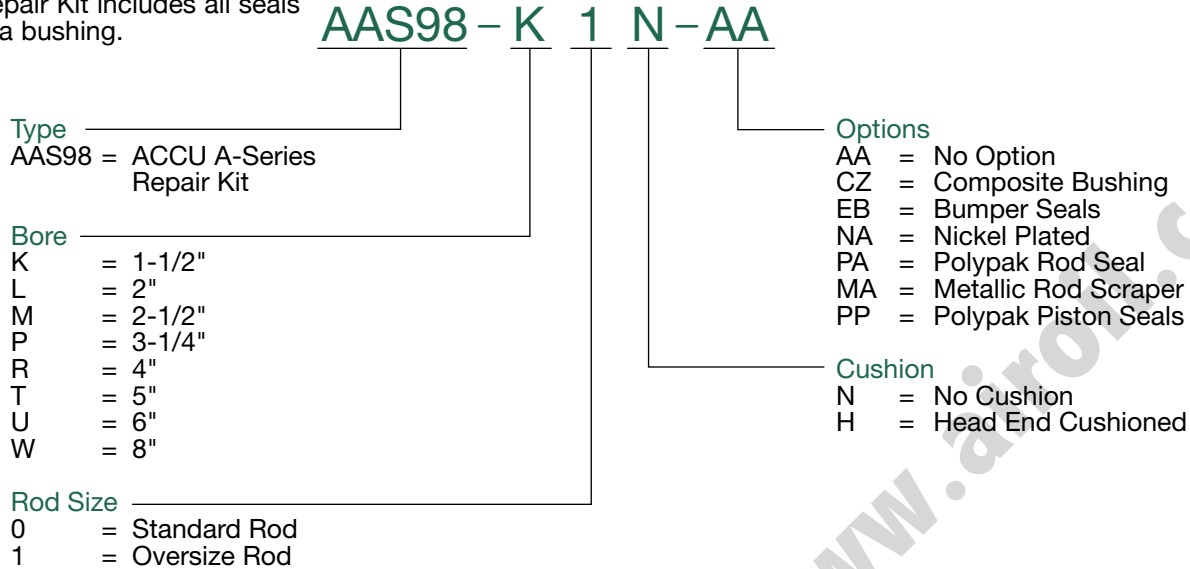 epair Kit includes all seals
a bushing.
AAS98 – K 1 N – AA
Type
AAS98 = ACCU A-Series
Repair Kit
Bore
K = 1-1/2"
L = 2"
M = 2-1/2"
P = 3-1/4"
R = 4"
T = 5"
U = 6"
W = 8"
Rod Size
0 = Standard Rod
1 = Oversize Rod
Options
AA = No Option
CZ = Composite Bushing
EB = Bumper Seals
NA = Nickel Plated
PA = Polypak Rod Seal
MA = Metallic Rod Scraper
PP = Polypak Piston Seals
Cushion
N = No Cushion
H = Head End Cushioned
ww.airoil.c